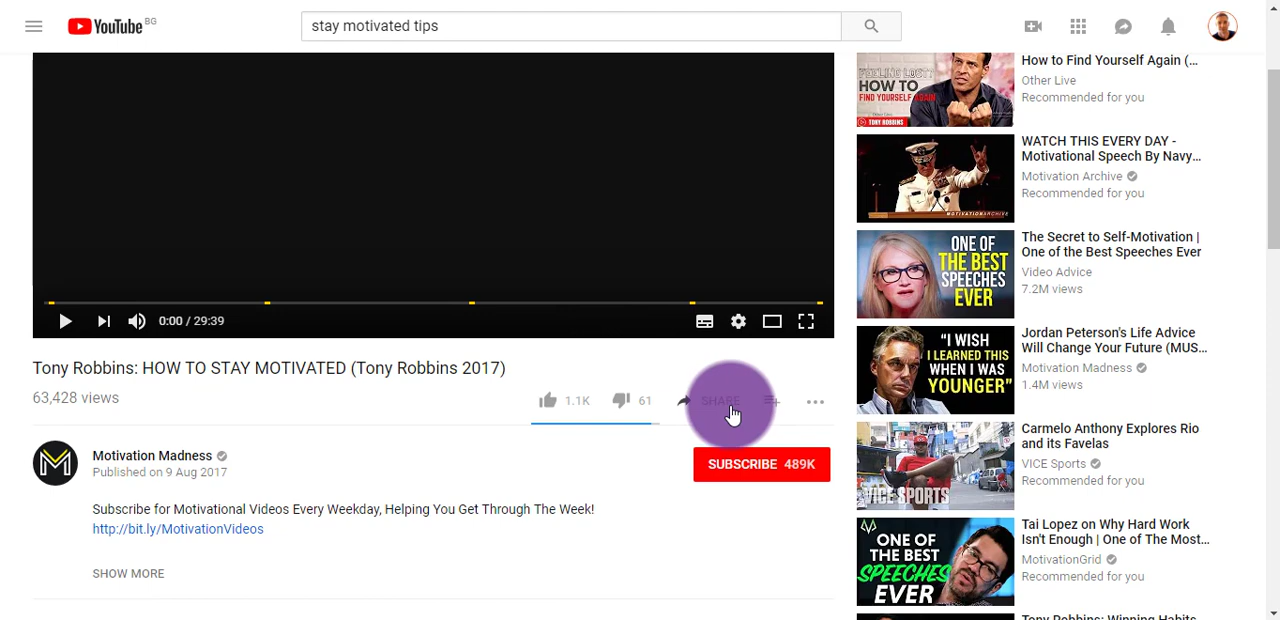 YouTube BG
stay motivated tips
0:00 / 29:39
Tony Robbins: HOW TO STAY MOTIVATED (Tony Robbins 2017)
63,428 views
1.1K
61
SHARE
Motivation Madness
Published on 9 Aug 2017
SUBSCRIBE 489K
Subscribe for Motivational Videos Every Weekday, Helping You Get Through The Week!
http://bit.ly/MotivationVideos
SHOW MORE
FEELING LOST?
HOW TO
FIND YOURSELF AGAIN
TONY ROBBINS
How to Find Yourself Again (...
Other Live
Recommended for you
MOTIVATIONARCHIVE
WATCH THIS EVERY DAY -
Motivational Speech By Navy...
Motivation Archive
Recommended for you
ONE OF
THE BEST
SPEECHES
EVER
The Secret to Self-Motivation |
One of the Best Speeches Ever
Video Advice
7.2M views
"I WISH
I LEARNED THIS
WHEN I WAS
YOUNGER"
Jordan Peterson's Life Advice
Will Change Your Future (MUS...
Motivation Madness
1.4M views
VICE SPORTS
Carmelo Anthony Explores Rio
and its Favelas
VICE Sports
Recommended for you
ONE OF
THE BEST
SPEECHES
EVER
Tai Lopez on Why Hard Work
Isn't Enough | One of The Most...
MotivationGrid
Recommended for you
Tony Robbins: Winning Habits